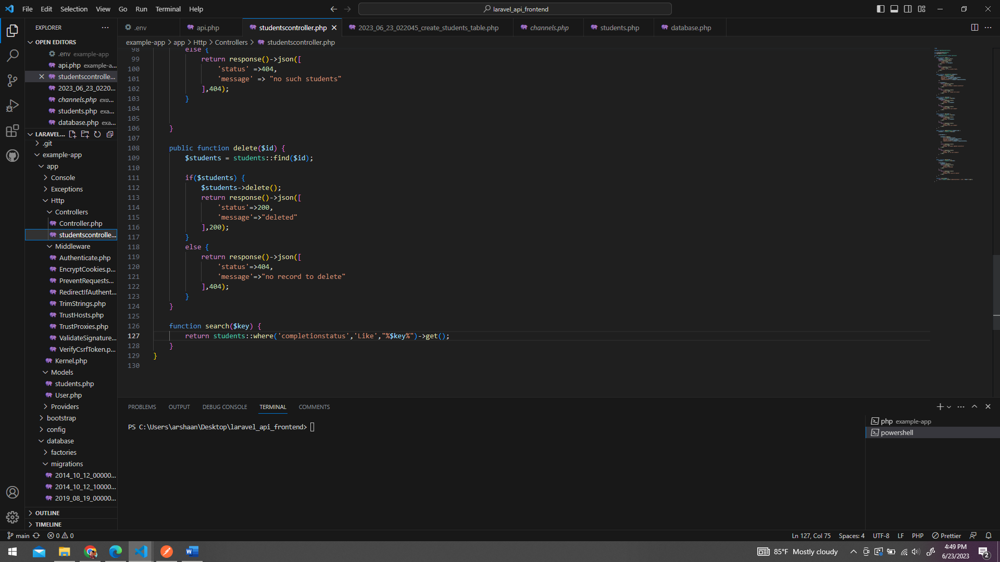 File Edit Selection View Go Run Terminal Help
laravel_api_frontend
EXPLORER
.env
api.php
studentscontroller.php
2023_06_23_022045_create_students_table.php
channels.php
students.php
database.php
example-app > app > Http > Controllers > studentscontroller.php
OPEN EDITORS
.env example-app
api.php example-a...
studentscontrolle...
2023_06_23_0220...
channels.php exa...
students.php exa...
database.php exa...
LARAVEL...
.git
example-app
app
Console
Exceptions
Http
Controllers
Controller.php
studentscontrolle...
Middleware
Authenticate.php
EncryptCookies.p...
PreventRequests...
RedirectIfAuthent...
TrimStrings.php
TrustHosts.php
TrustProxies.php
ValidateSignature...
VerifyCsrfToken.p...
Kernel.php
Models
students.php
User.php
Providers
bootstrap
config
database
factories
migrations
2014_10_12_00000...
2014_10_12_10000...
2019_08_19_00000...
OUTLINE
TIMELINE
98 else {
99 return response()->json([
100 'status' =>404,
101 'message' => "no such students"
102 ],404);
103 }
104
105
106 }
107
108 public function delete($id) {
109 $students = students::find($id);
110
111 if($students) {
112 $students->delete();
113 return response()->json([
114 'status'=>200,
115 'message'=>"deleted"
116 ],200);
117 }
118 else {
119 return response()->json([
120 'status'=>404,
121 'message'=>"no record to delete"
122 ],404);
123 }
124 }
125
126 function search($key) {
127 return students::where('completionstatus','Like',"%$key%")->get();
128 }
129 }
130
PROBLEMS OUTPUT DEBUG CONSOLE TERMINAL COMMENTS
PS C:\Users\arshaan\Desktop\laravel_api_frontend>
php example-app
powershell
main 0 0
Ln 127, Col 75 Spaces: 4 UTF-8 LF PHP Prettier
85°F Mostly cloudy
4:49 PM
6/23/2023
2